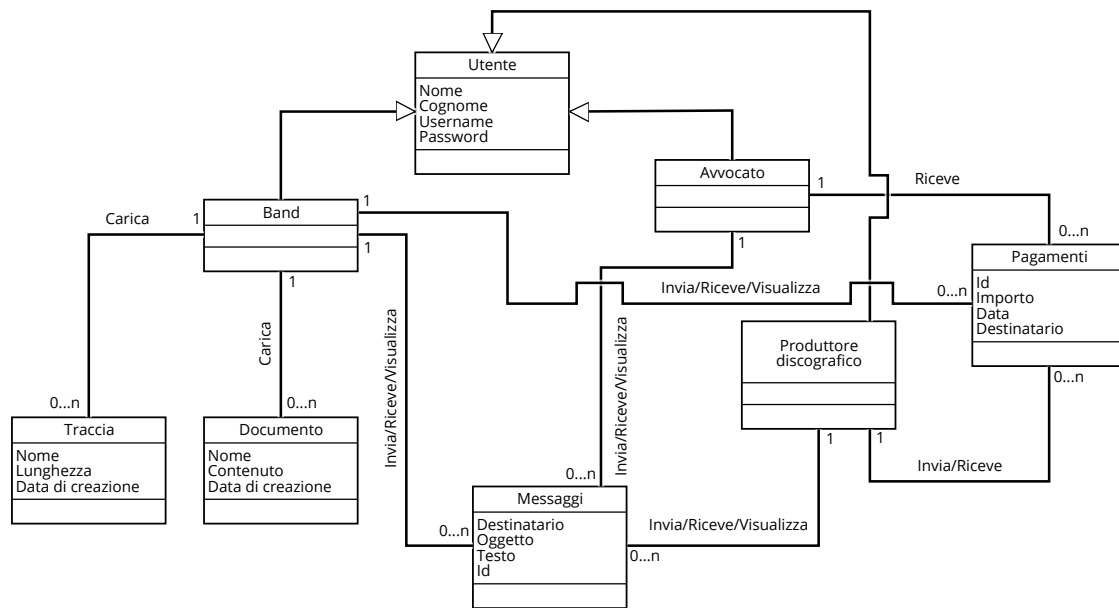 Utente
Nome
Cognome
Username
Password
Avvocato
1
Riceve
0...n
1
Carica
1
Band
1
1
1
Pagamenti
Id
Importo
Data
Destinatario
Invia/Riceve/Visualizza
0...n
Carica
Invia/Riceve/Visualizza
Invia/Riceve/Visualizza
Produttore
discografico
0...n
0...n
0...n
Traccia
Nome
Lunghezza
Data di creazione
Documento
Nome
Contenuto
Data di creazione
1
1
Invia/Riceve
0...n
Messaggi
Destinatario
Oggetto
Testo
Id
0...n
Invia/Riceve/Visualizza
0...n